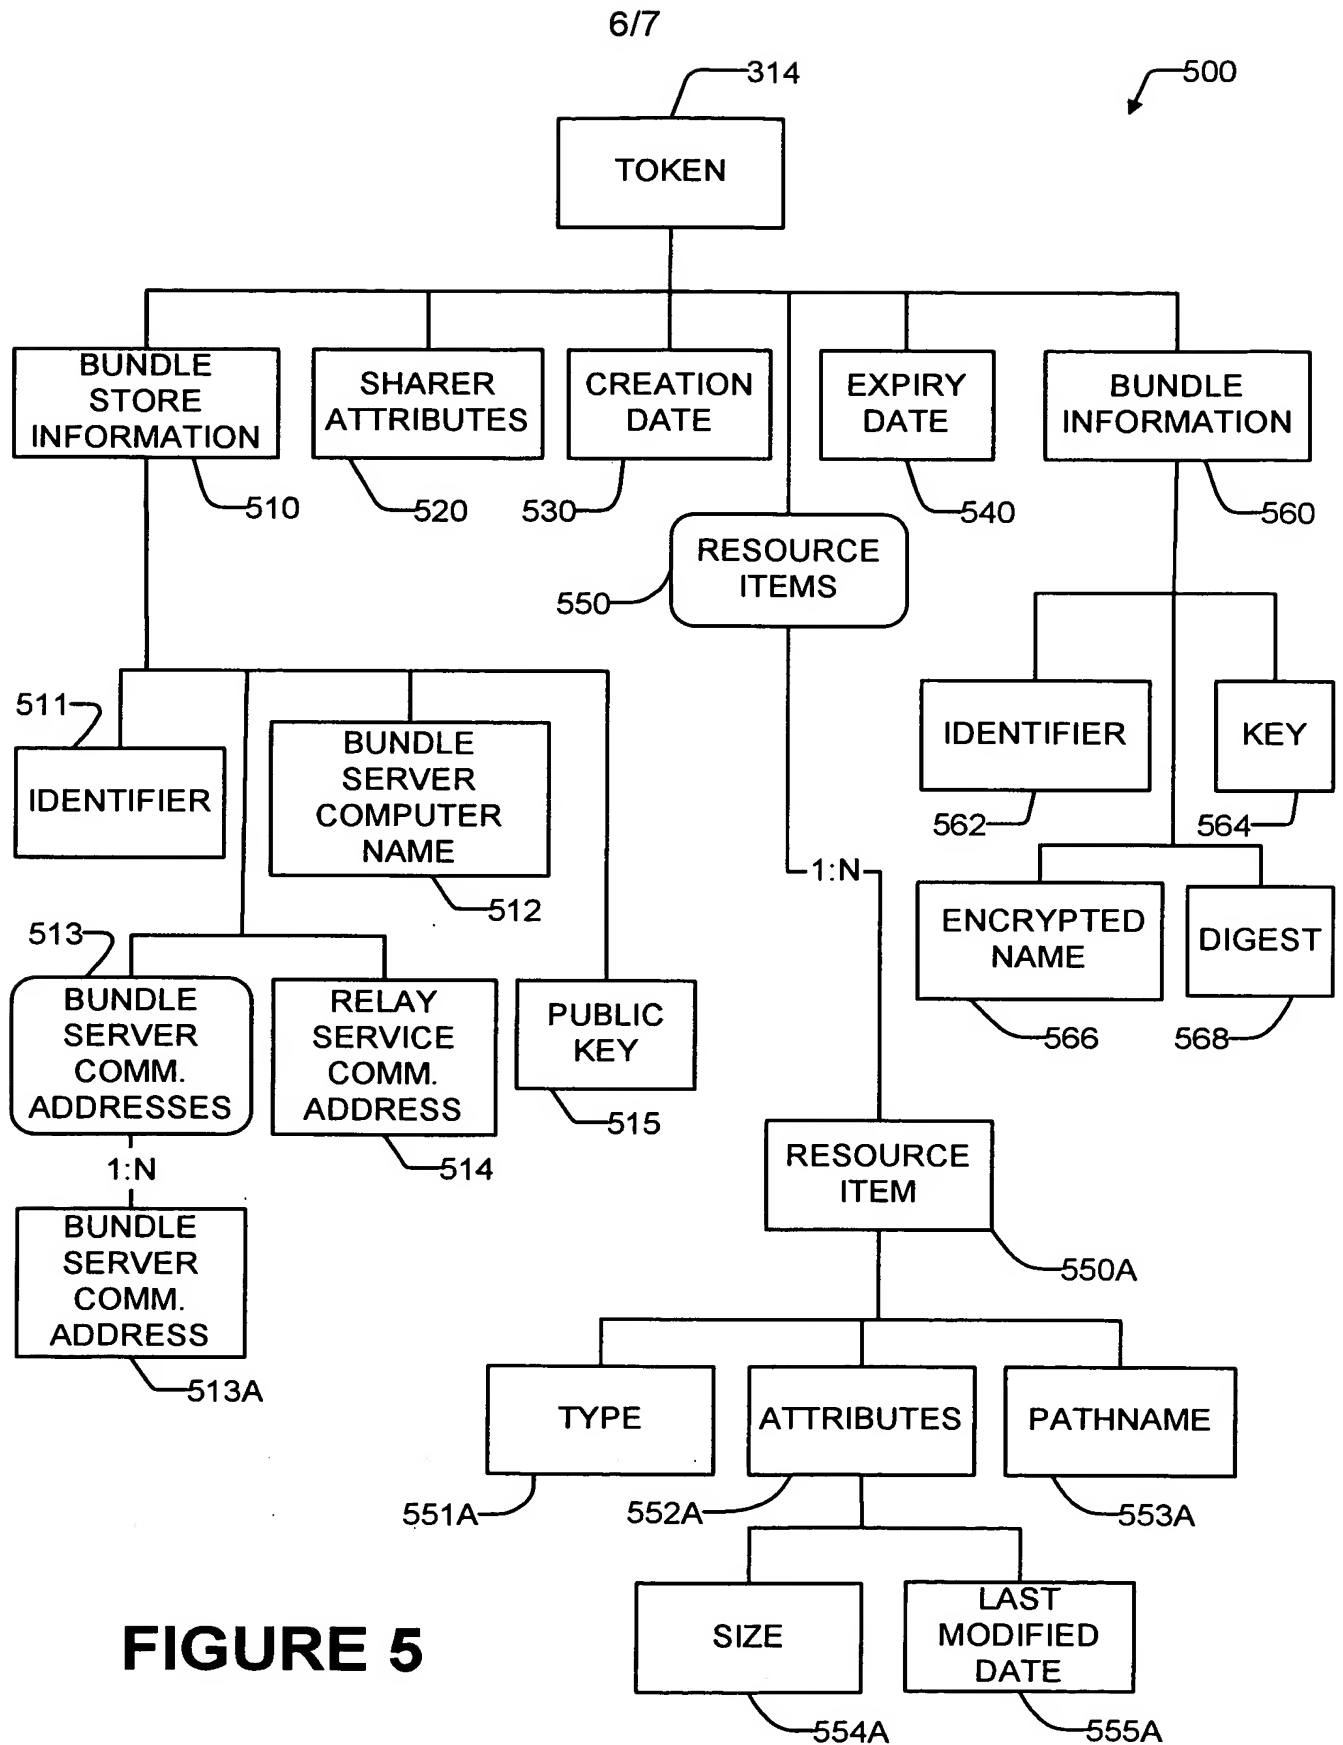 6/7
314
500
TOKEN
BUNDLE
STORE
INFORMATION
SHARER
ATTRIBUTES
CREATION
DATE
EXPIRY
DATE
BUNDLE
INFORMATION
510
520
530
540
560
RESOURCE
ITEMS
550
511
IDENTIFIER
BUNDLE
SERVER
COMPUTER
NAME
512
IDENTIFIER
KEY
562
564
1:N
ENCRYPTED
NAME
DIGEST
566
568
513
BUNDLE
SERVER
COMM.
ADDRESSES
RELAY
SERVICE
COMM.
ADDRESS
PUBLIC
KEY
515
514
1:N
BUNDLE
SERVER
COMM.
ADDRESS
513A
RESOURCE
ITEM
550A
TYPE
ATTRIBUTES
PATHNAME
551A
552A
553A
SIZE
LAST
MODIFIED
DATE
554A
555A
FIGURE 5